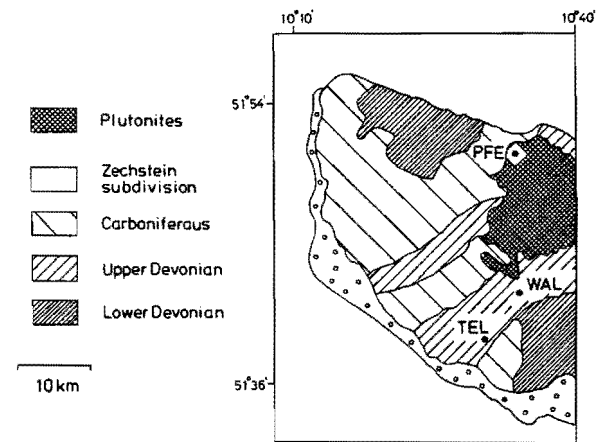 10°10'
10°40'
51°54'
PFE
Plutonites
Zechstein
subdivision
Carboniferaus
Upper Devonian
WAL
Lower Devonian
TEL
10 km
51°36'